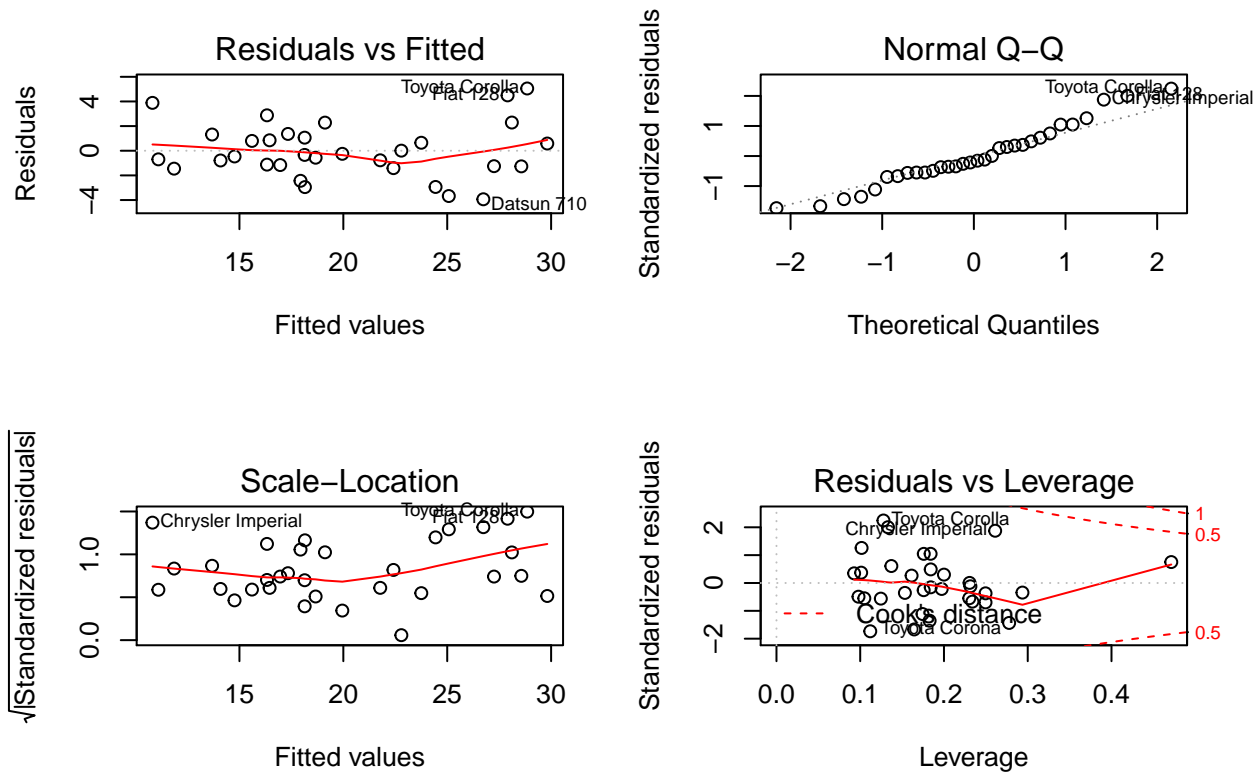 Residuals vs Fitted
Residuals
4
0
−4
Toyota Corolla
Fiat 128
Datsun 710
15 20 25 30
Fitted values
Normal Q−Q
Standardized residuals
1
−1
Toyota Corolla
Fiat 128
Chrysler Imperial
−2 −1 0 1 2
Theoretical Quantiles
Scale−Location
√|Standardized residuals|
1.0
0.0
Chrysler Imperial
Toyota Corolla
Fiat 128
15 20 25 30
Fitted values
Residuals vs Leverage
Standardized residuals
2
0
−2
Toyota Corolla
Chrysler Imperial
Cook's distance
Toyota Corona
1
0.5
0.5
0.0 0.1 0.2 0.3 0.4
Leverage